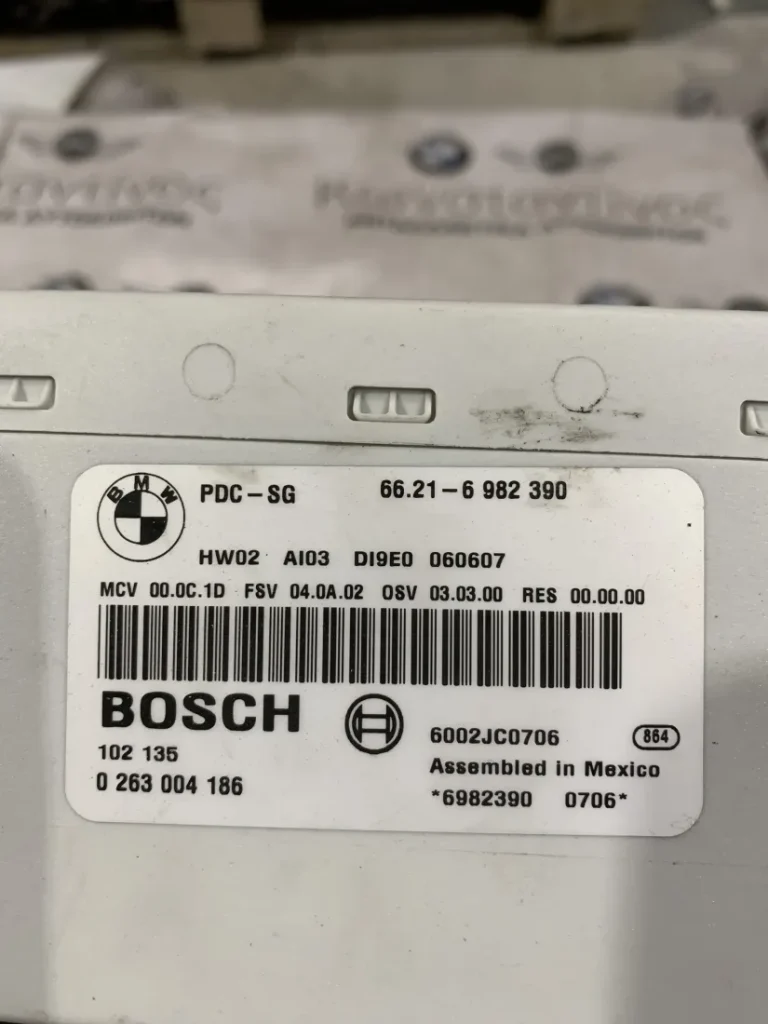 BMW
PDC-SG 66.21-6 982 390
HW02 AI03 DI9E0 060607
MCV 00.0C.1D FSV 04.0A.02 OSV 03.03.00 RES 00.00.00
BOSCH
102 135
0 263 004 186
6002JC0706 864
Assembled in Mexico
*6982390 0706*